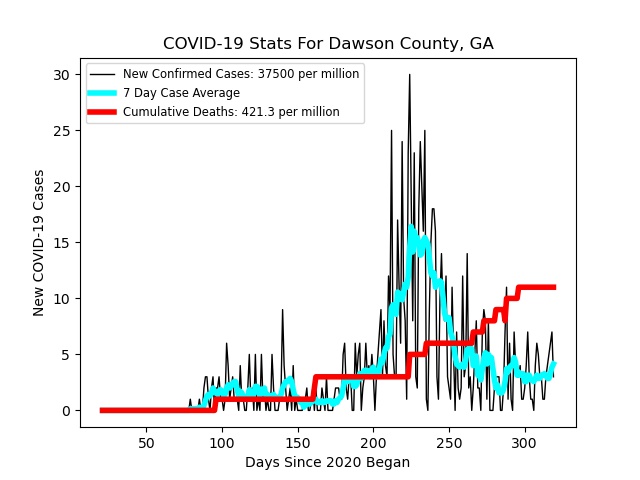 COVID-19 Stats For Dawson County, GA
New Confirmed Cases: 37500 per million
7 Day Case Average
Cumulative Deaths: 421.3 per million
New COVID-19 Cases
30
25
20
15
10
5
0
50 100 150 200 250 300
Days Since 2020 Began